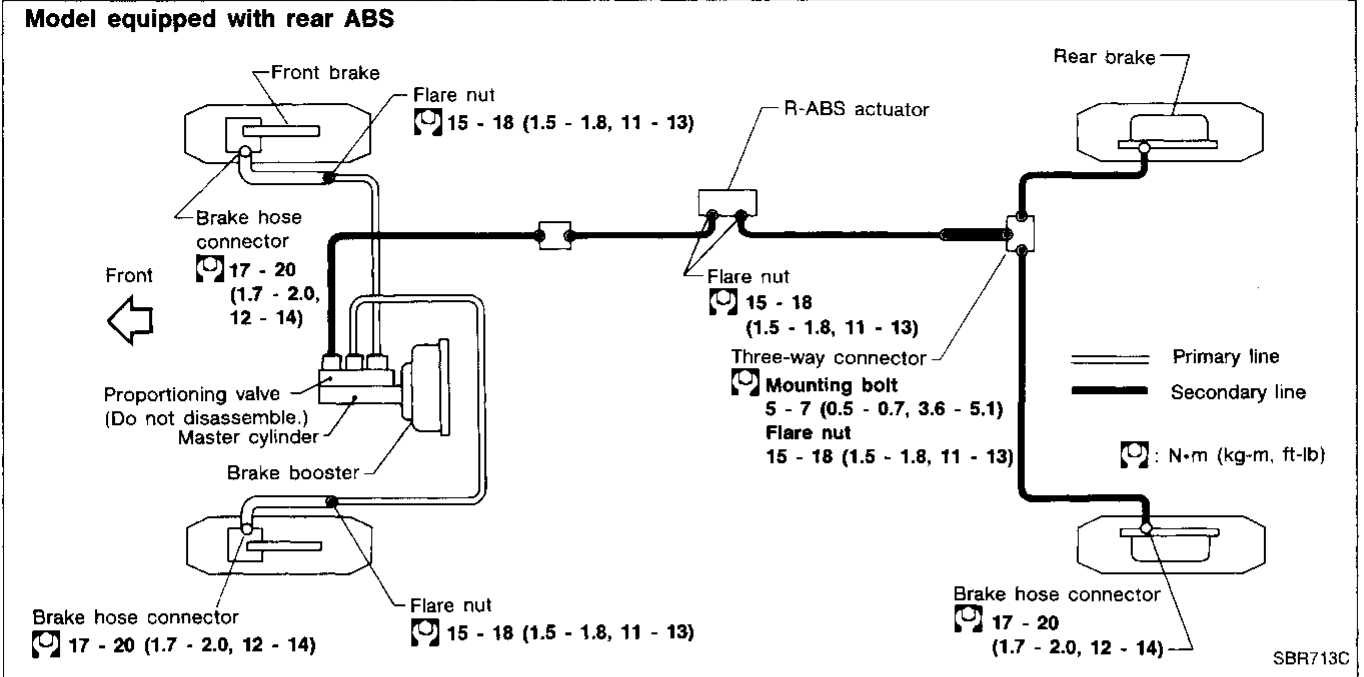 Model equipped with rear ABS
Front brake
Flare nut
15 - 18 (1.5 - 1.8, 11 - 13)
R-ABS actuator
Rear brake
Brake hose
connector
17 - 20
(1.7 - 2.0,
12 - 14)
Front
Flare nut
15 - 18
(1.5 - 1.8, 11 - 13)
Three-way connector
Mounting bolt
5 - 7 (0.5 - 0.7, 3.6 - 5.1)
Flare nut
15 - 18 (1.5 - 1.8, 11 - 13)
Primary line
Secondary line
: N•m (kg-m, ft-lb)
Proportioning valve
(Do not disassemble.)
Master cylinder
Brake booster
Brake hose connector
17 - 20 (1.7 - 2.0, 12 - 14)
Flare nut
15 - 18 (1.5 - 1.8, 11 - 13)
Brake hose connector
17 - 20
(1.7 - 2.0, 12 - 14)
SBR713C